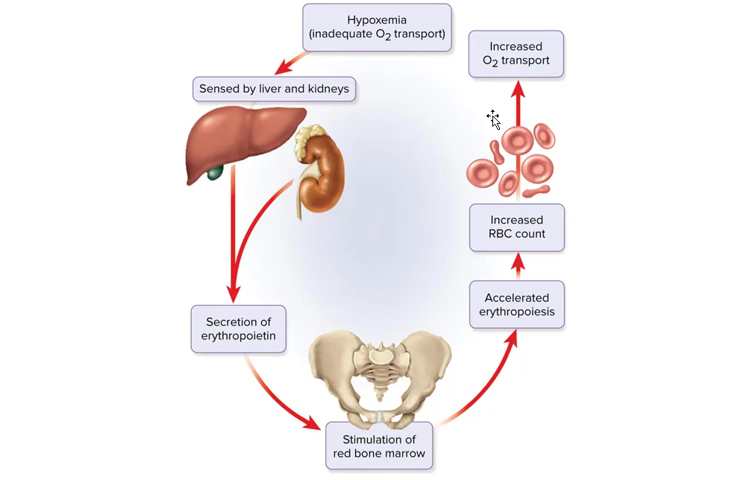 Hypoxemia
(inadequate O₂ transport)
Sensed by liver and kidneys
Secretion of
erythropoietin
Stimulation of
red bone marrow
Accelerated
erythropoiesis
Increased
RBC count
Increased
O₂ transport